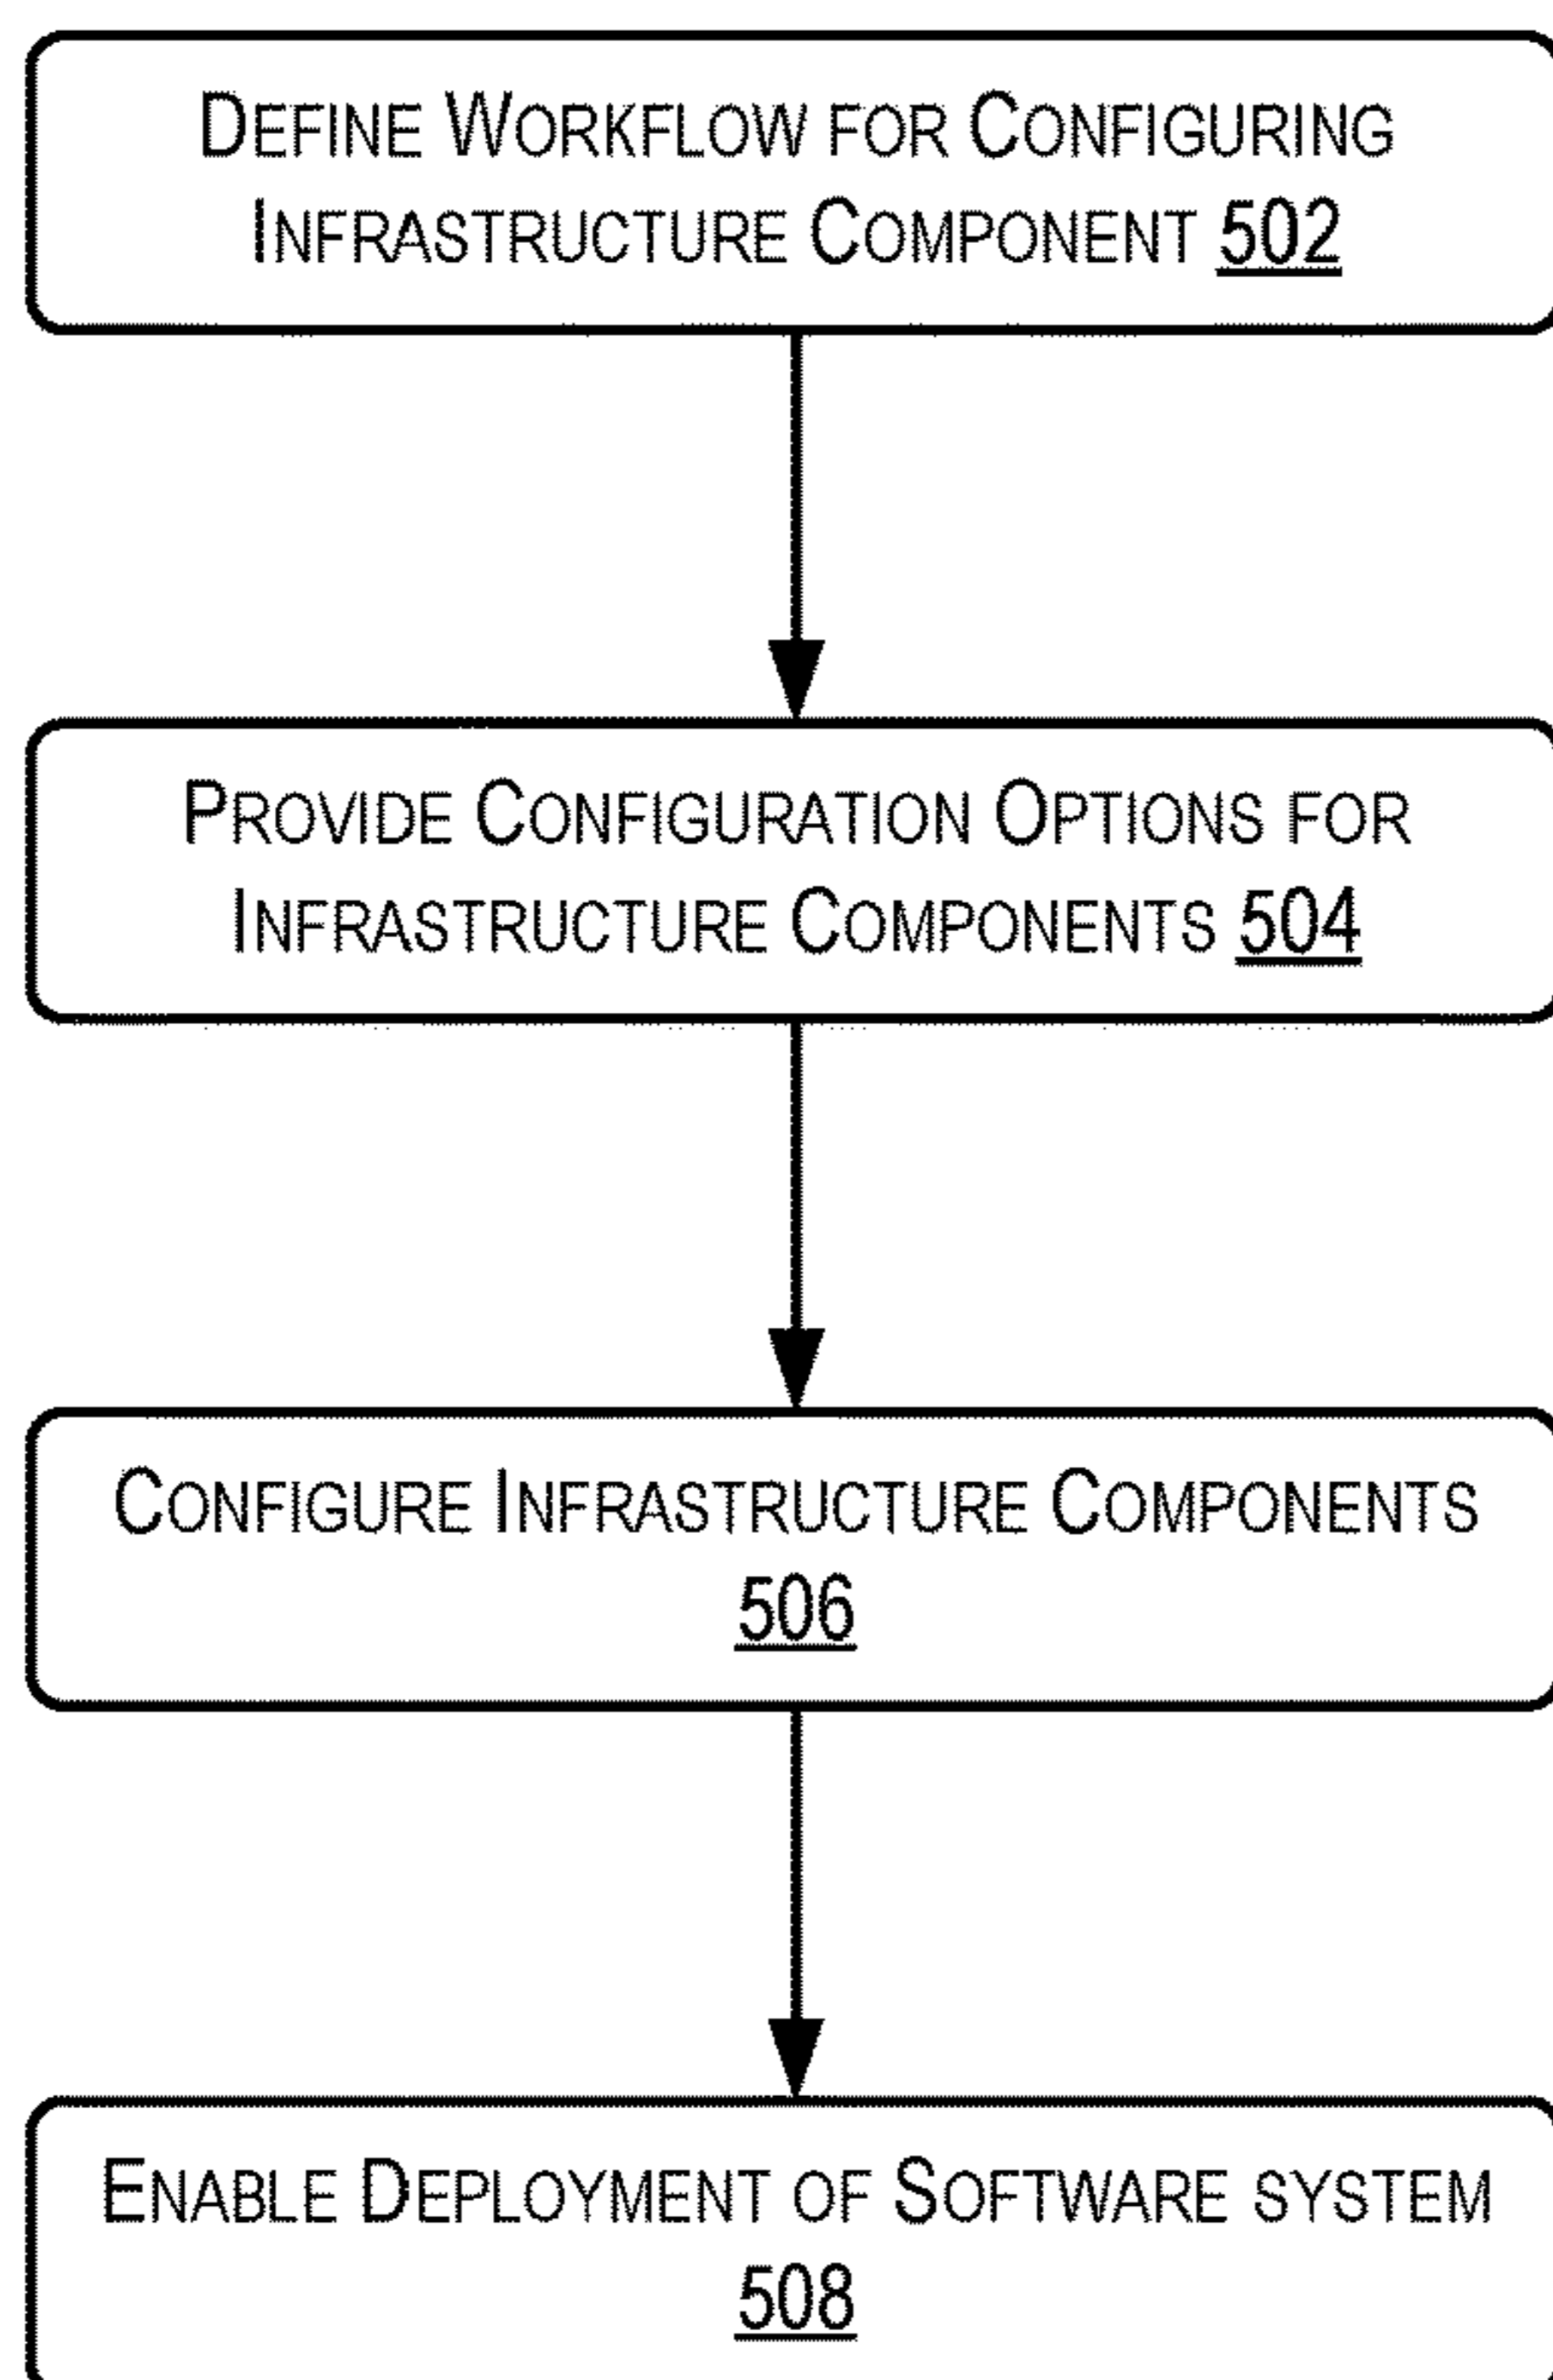 DEFINE WORKFLOW FOR CONFIGURING
INFRASTRUCTURE COMPONENT 502
PROVIDE CONFIGURATION OPTIONS FOR
INFRASTRUCTURE COMPONENTS 504
CONFIGURE INFRASTRUCTURE COMPONENTS
506
ENABLE DEPLOYMENT OF SOFTWARE SYSTEM
508